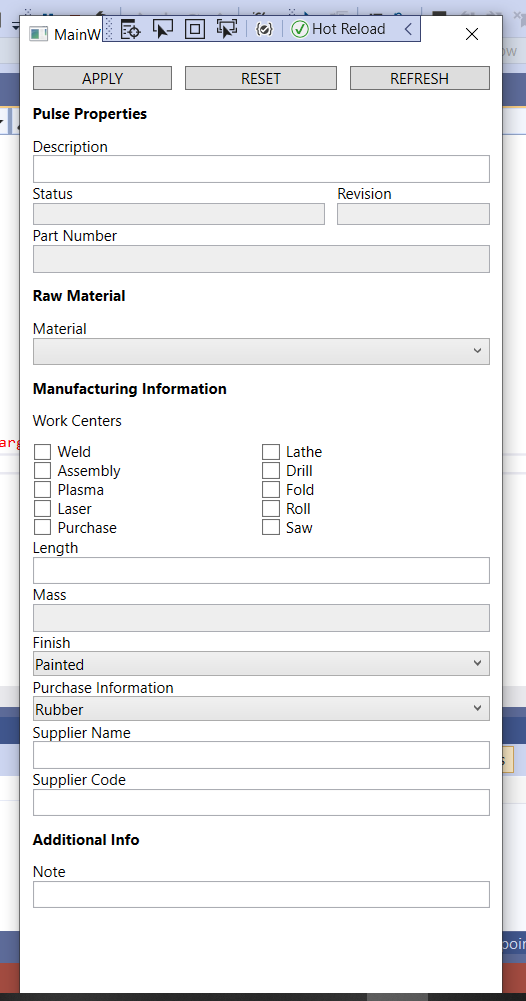 MainW
Hot Reload
APPLY RESET REFRESH
Pulse Properties
Description
Status Revision
Part Number
Raw Material
Material
Manufacturing Information
Work Centers
Weld Lathe
Assembly Drill
Plasma Fold
Laser Roll
Purchase Saw
Length
Mass
Finish
Painted
Purchase Information
Rubber
Supplier Name
Supplier Code
Additional Info
Note